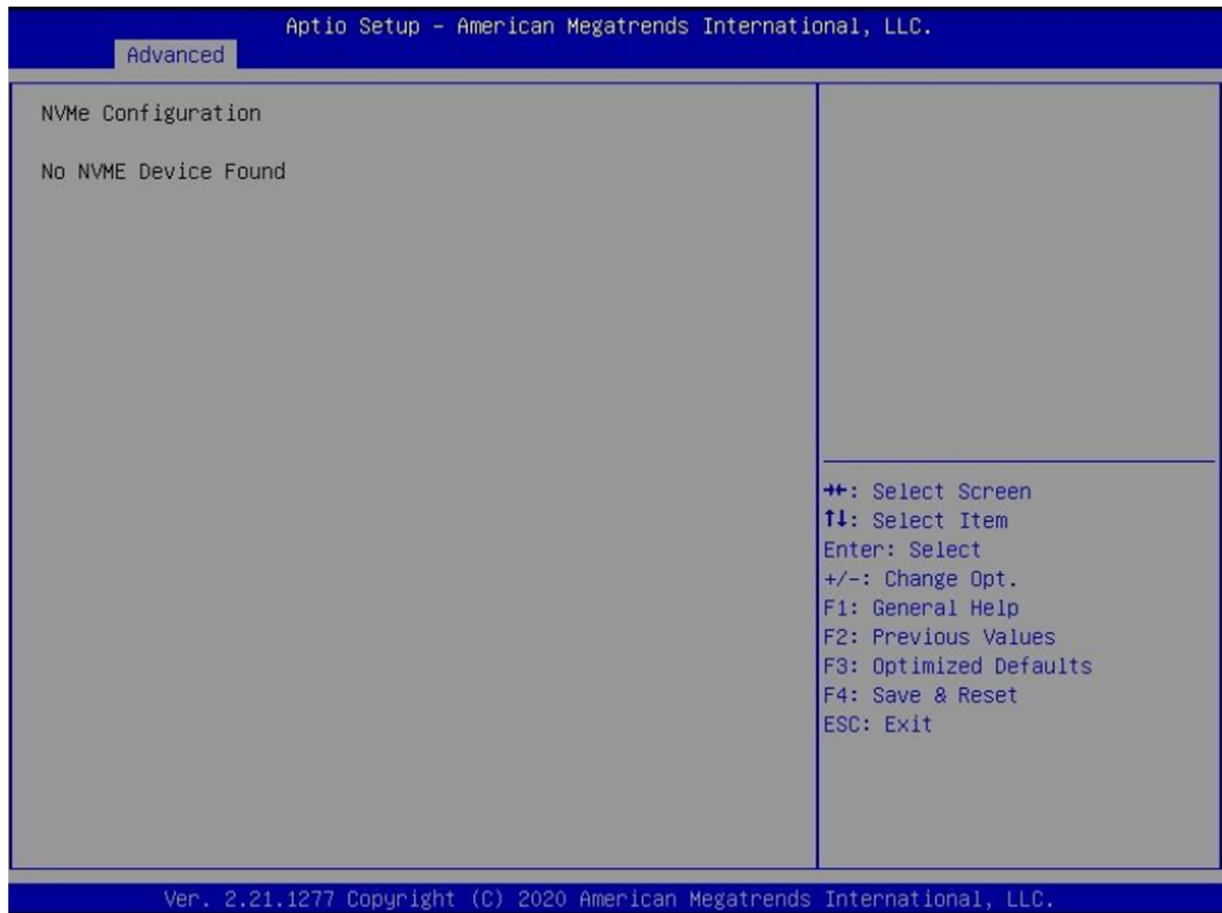 Aptio Setup – American Megatrends International, LLC.
Advanced
NVMe Configuration
No NVME Device Found
→←: Select Screen
↑↓: Select Item
Enter: Select
+/-: Change Opt.
F1: General Help
F2: Previous Values
F3: Optimized Defaults
F4: Save & Reset
ESC: Exit
Ver. 2.21.1277 Copyright (C) 2020 American Megatrends International, LLC.